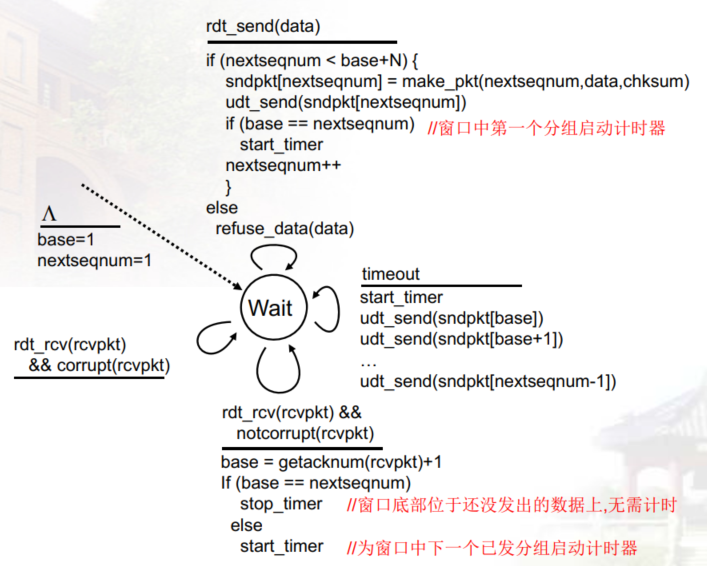 rdt_send(data)
if (nextseqnum < base+N) {
sndpkt[nextseqnum] = make_pkt(nextseqnum,data,chksum)
udt_send(sndpkt[nextseqnum])
if (base == nextseqnum) //窗口中第一个分组启动计时器
start_timer
nextseqnum++
}
else
refuse_data(data)
Λ
base=1
nextseqnum=1
Wait
timeout
start_timer
udt_send(sndpkt[base])
udt_send(sndpkt[base+1])
…
udt_send(sndpkt[nextseqnum-1])
rdt_rcv(rcvpkt)
&& corrupt(rcvpkt)
rdt_rcv(rcvpkt) &&
notcorrupt(rcvpkt)
base = getacknum(rcvpkt)+1
If (base == nextseqnum)
stop_timer //窗口底部位于还没发出的数据上,无需计时
else
start_timer //为窗口中下一个已发分组启动计时器